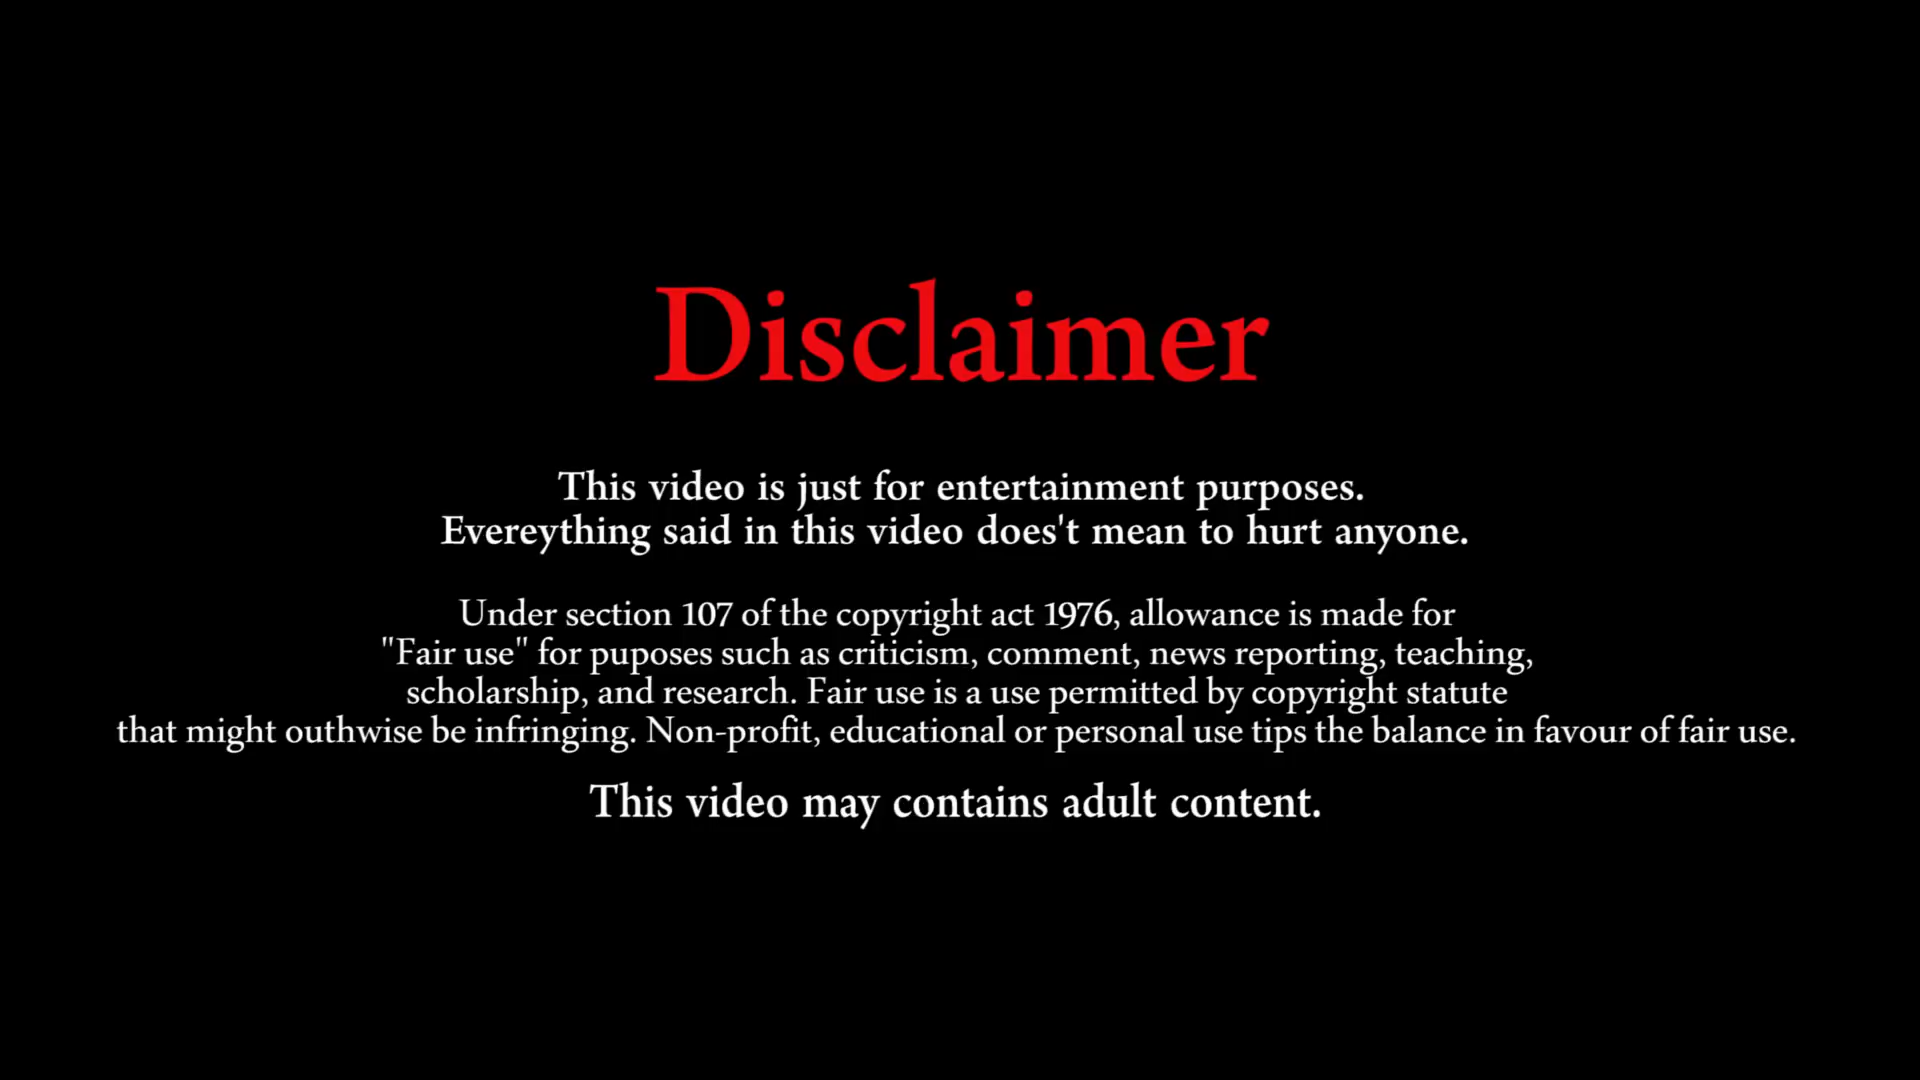 Disclaimer
This video is just for entertainment purposes.
Evereything said in this video does't mean to hurt anyone.
Under section 107 of the copyright act 1976, allowance is made for
"Fair use" for puposes such as criticism, comment, news reporting, teaching,
scholarship, and research. Fair use is a use permitted by copyright statute
that might outhwise be infringing. Non-profit, educational or personal use tips the balance in favour of fair use.
This video may contains adult content.